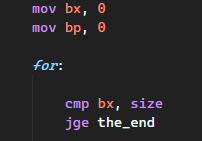 mov bx, 0
mov bp, 0
for:
cmp bx, size
jge the_end